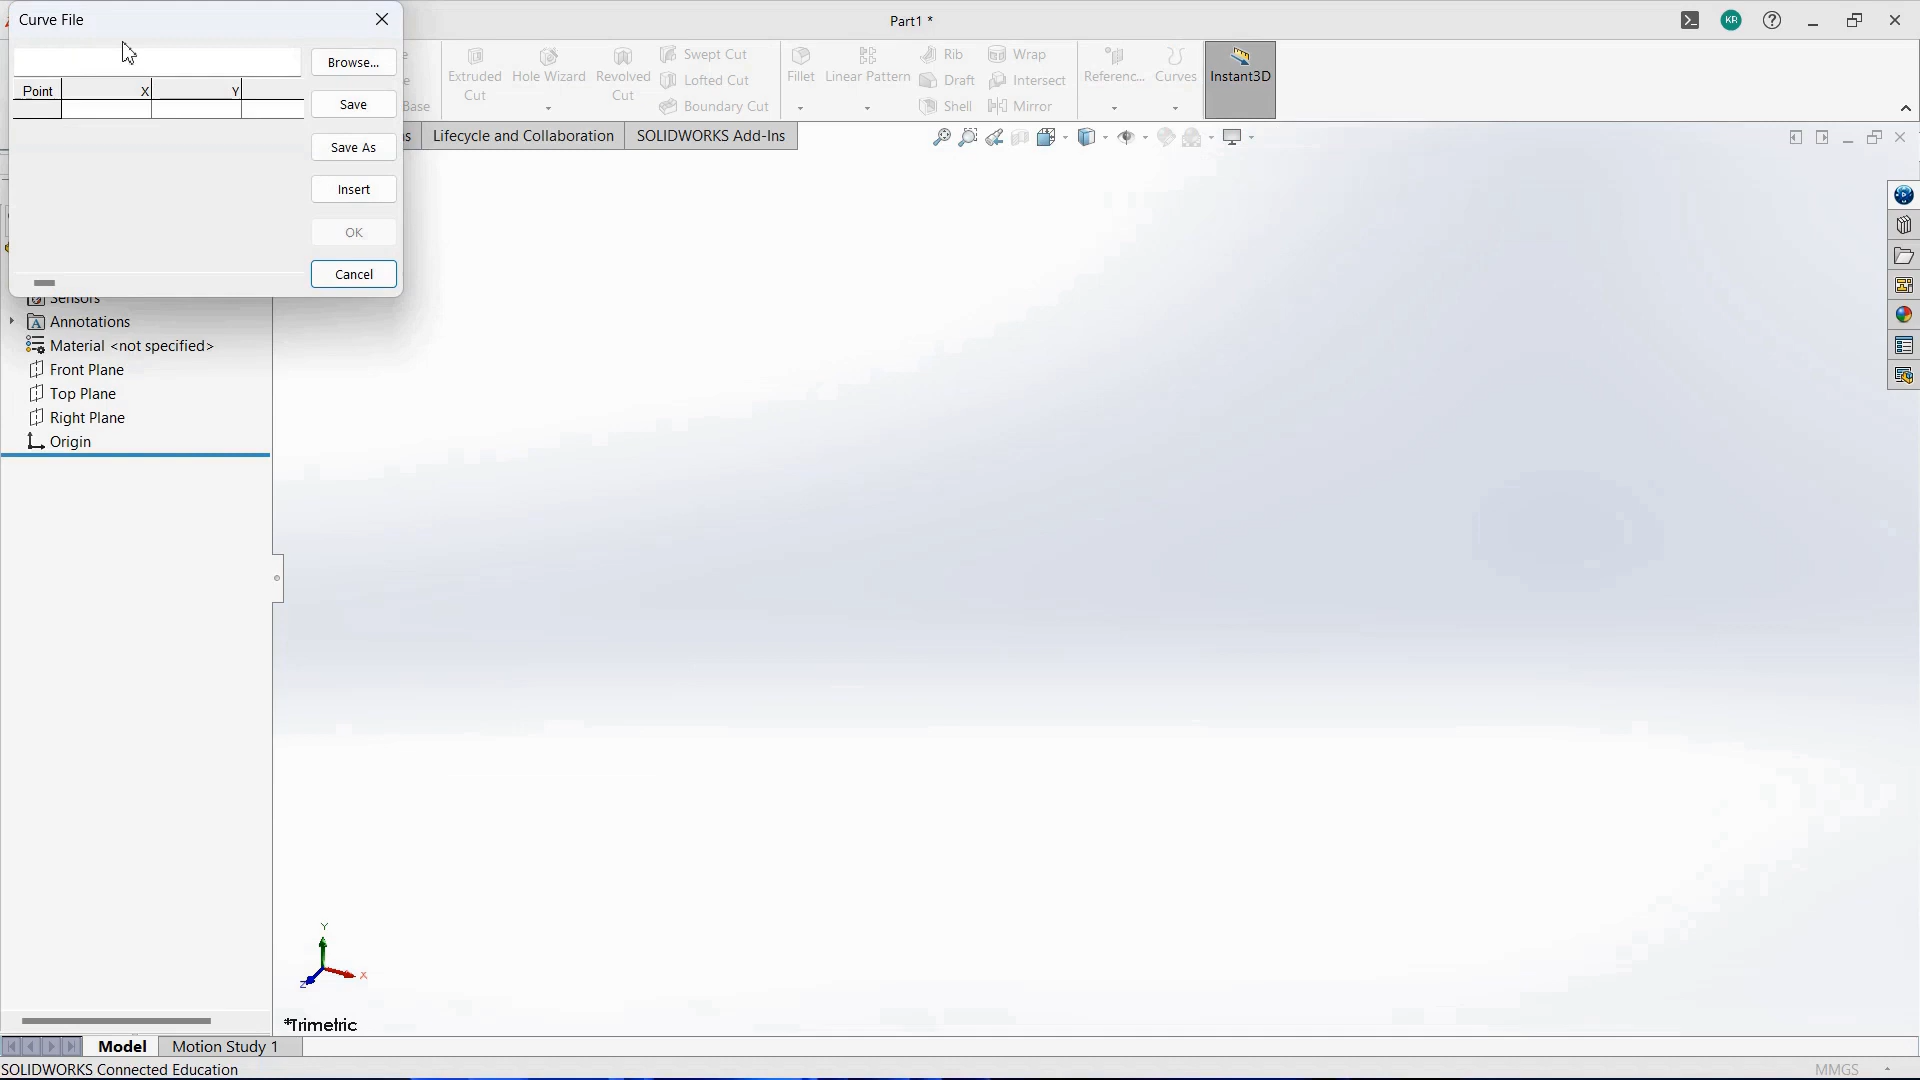 Curve File
Part1 *
KR
Browse...
Point X Y
Save
Save As
Insert
OK
Cancel
Extruded Cut
Hole Wizard
Revolved Cut
Swept Cut
Lofted Cut
Boundary Cut
Base
Fillet
Linear Pattern
Rib
Draft
Shell
Wrap
Intersect
Mirror
Referenc...
Curves
Instant3D
Lifecycle and Collaboration
SOLIDWORKS Add-Ins
Sensors
Annotations
Material <not specified>
Front Plane
Top Plane
Right Plane
Origin
Y
X
Z
*Trimetric
Model
Motion Study 1
SOLIDWORKS Connected Education
MMGS